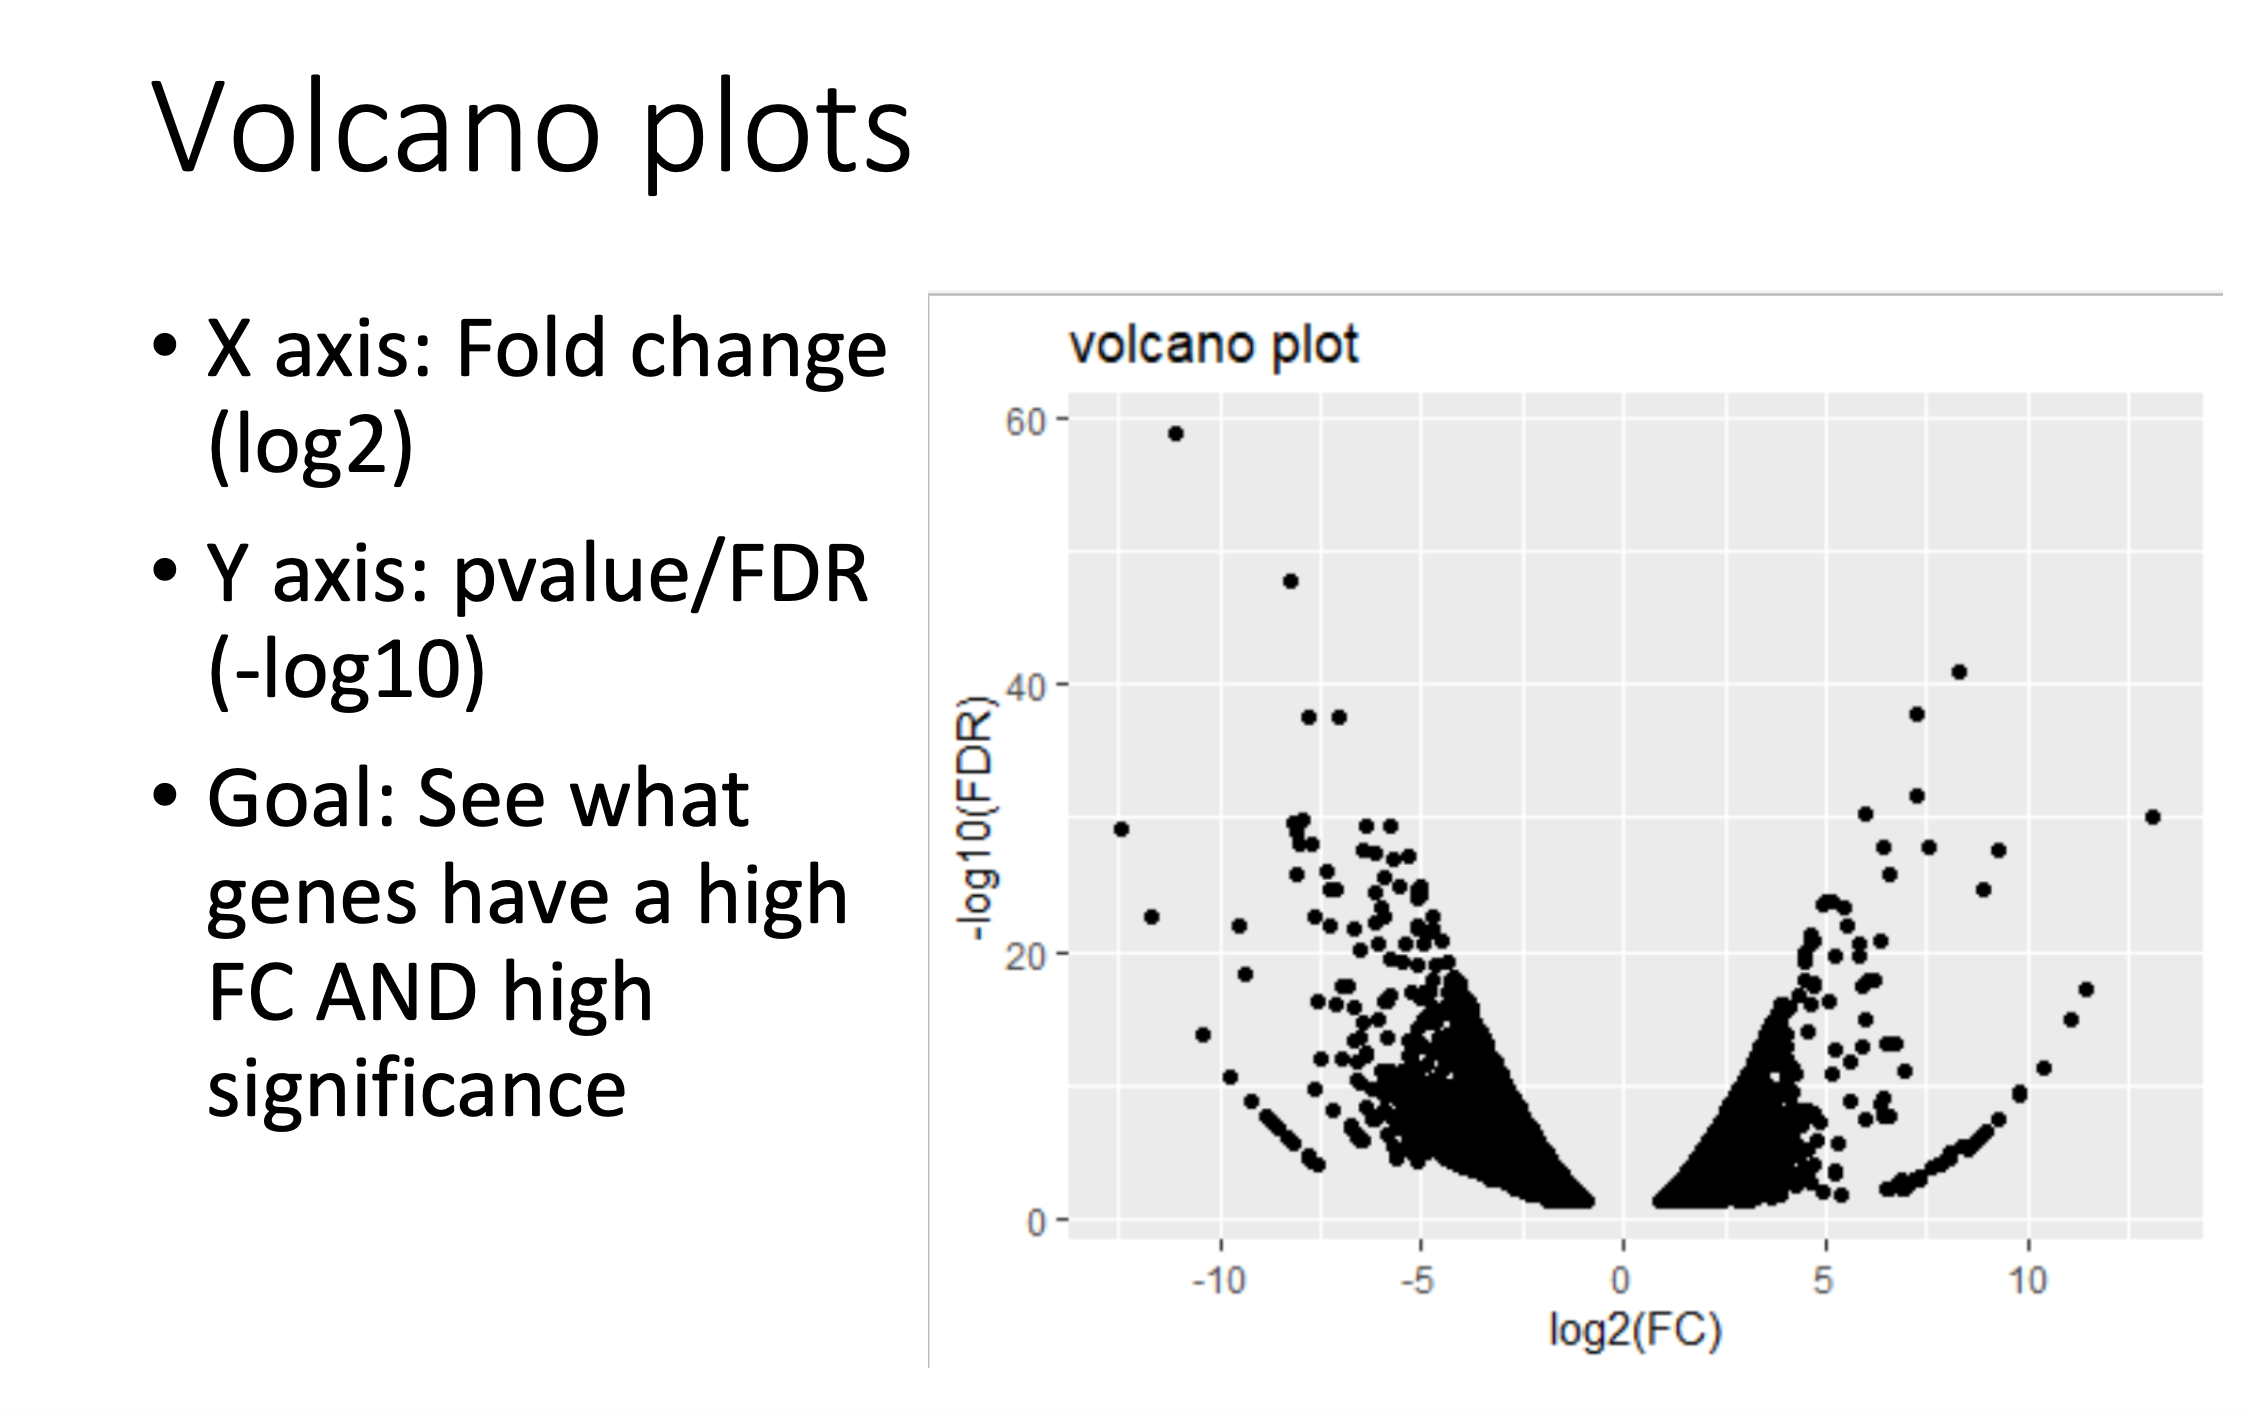 Volcano plots
• X axis: Fold change
(log2)
• Y axis: pvalue/FDR
(-log10)
• Goal: See what
genes have a high
FC AND high
significance
volcano plot
60
40
20
0
-log10(FDR)
-10 -5 0 5 10
log2(FC)